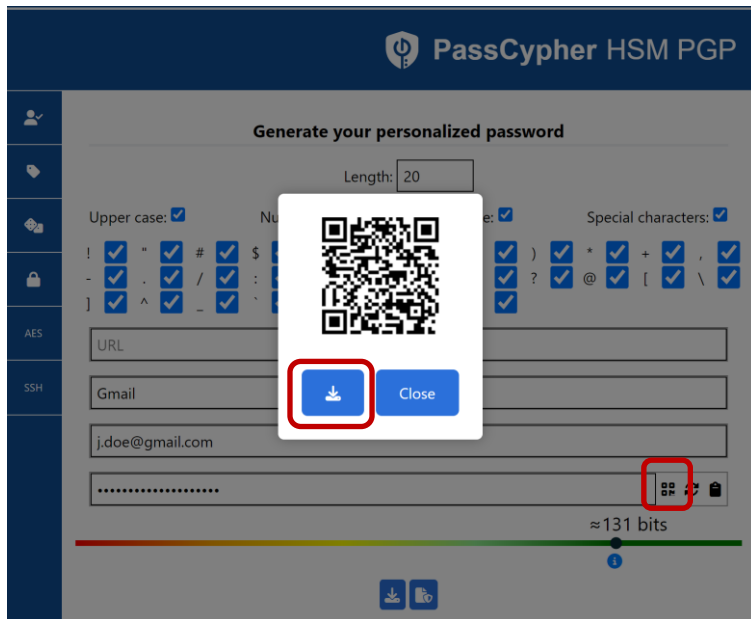 PassCypher HSM PGP
Generate your personalized password
Length: 20
Upper case: Nu e: Special characters:
! " # $ ) * + ,
- . / : ? @ [ \
] ^ _ `
AES
URL
SSH
Gmail
Close
j.doe@gmail.com
••••••••••••••••••••
≈131 bits